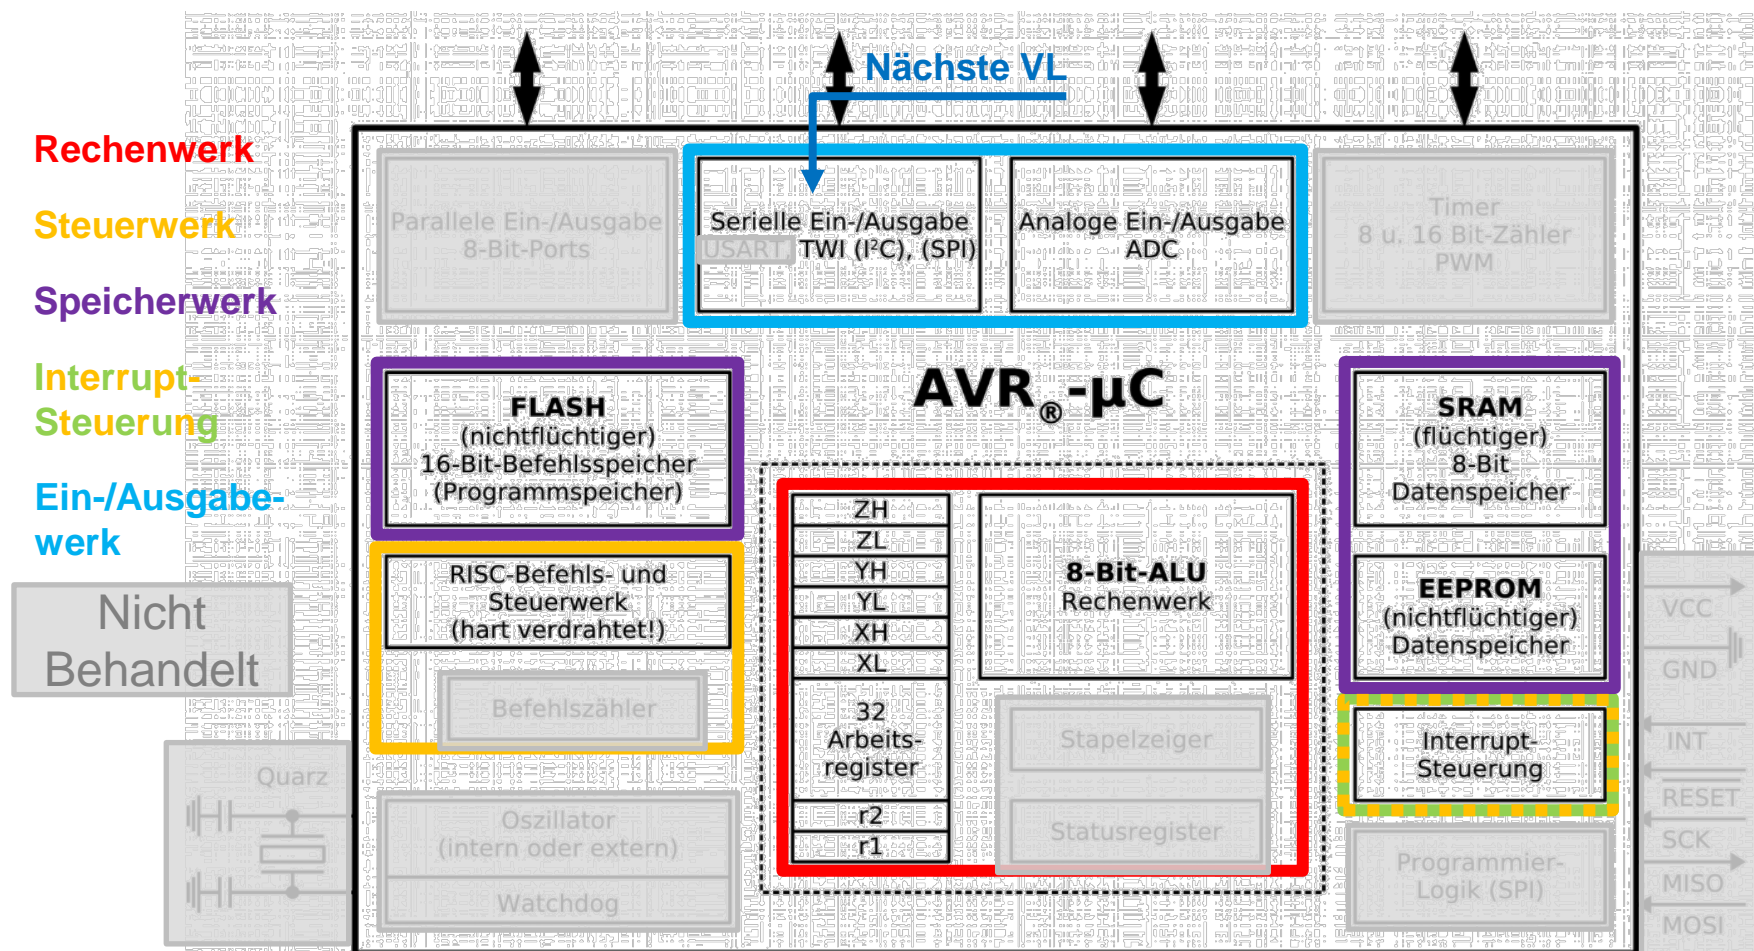 Nächste VL
Rechenwerk
Steuerwerk
Speicherwerk
Interrupt-
Steuerung
Ein-/Ausgabe-
werk
Nicht
Behandelt
Parallele Ein-/Ausgabe
8-Bit-Ports
Serielle Ein-/Ausgabe
USART, TWI (I²C), (SPI)
Analoge Ein-/Ausgabe
ADC
Timer
8 u. 16 Bit-Zähler
PWM
AVR®-µC
FLASH
(nichtflüchtiger)
16-Bit-Befehlsspeicher
(Programmspeicher)
RISC-Befehls- und
Steuerwerk
(hart verdrahtet!)
Befehlszähler
Quarz
Oszillator
(intern oder extern)
Watchdog
ZH
ZL
YH
YL
XH
XL
32
Arbeits-
register
r2
r1
8-Bit-ALU
Rechenwerk
Stapelzeiger
Statusregister
SRAM
(flüchtiger)
8-Bit
Datenspeicher
EEPROM
(nichtflüchtiger)
Datenspeicher
Interrupt-
Steuerung
Programmier-
Logik (SPI)
VCC
GND
INT
RESET
SCK
MISO
MOSI